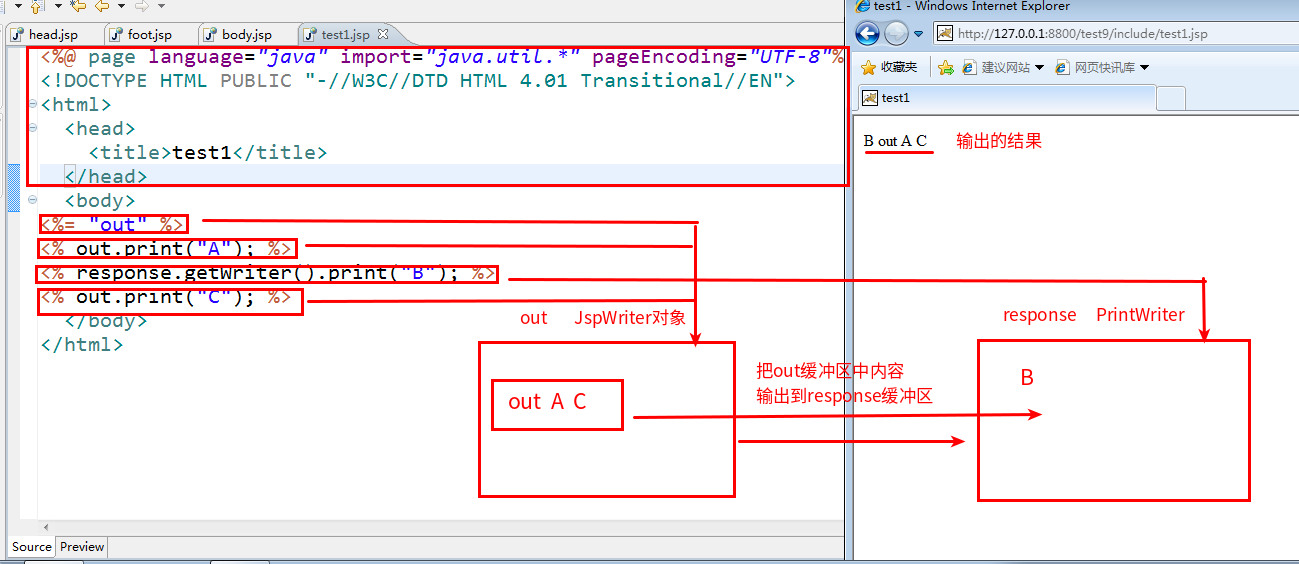 head.jsp foot.jsp body.jsp test1.jsp
<%@ page language="java" import="java.util.*" pageEncoding="UTF-8"%
<!DOCTYPE HTML PUBLIC "-//W3C//DTD HTML 4.01 Transitional//EN">
<html>
<head>
<title>test1</title>
</head>
<body>
<%= "out" %>
<% out.print("A"); %>
<% response.getWriter().print("B"); %>
<% out.print("C"); %>
</body>
</html>
out JspWriter对象
out A C
把out缓冲区中内容
输出到response缓冲区
Source Preview
test1 - Windows Internet Explorer
http://127.0.0.1:8800/test9/include/test1.jsp
收藏夹 建议网站 网页快讯库
test1
B out A C 输出的结果
response PrintWriter
B